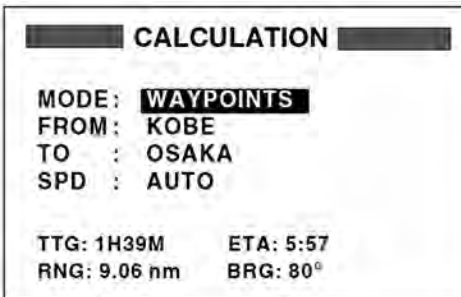 CALCULATION
MODE: WAYPOINTS
FROM: KOBE
TO : OSAKA
SPD : AUTO
TTG: 1H39M ETA: 5:57
RNG: 9.06 nm BRG: 80°